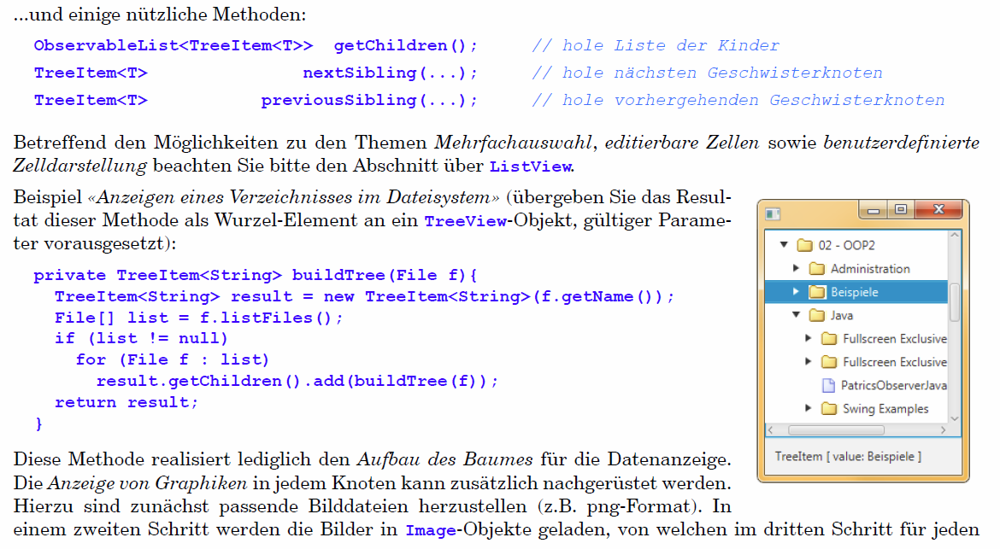 ...und einige nützliche Methoden:
ObservableList<TreeItem<T>> getChildren(); // hole Liste der Kinder
TreeItem<T> nextSibling(...); // hole nächsten Geschwisterknoten
TreeItem<T> previousSibling(...); // hole vorhergehenden Geschwisterknoten
Betreffend den Möglichkeiten zu den Themen Mehrfachauswahl, editierbare Zellen sowie benutzerdefinierte
Zelldarstellung beachten Sie bitte den Abschnitt über ListView.
Beispiel «Anzeigen eines Verzeichnisses im Dateisystem» (übergeben Sie das Resul-
tat dieser Methode als Wurzel-Element an ein TreeView-Objekt, gültiger Parame-
ter vorausgesetzt):
private TreeItem<String> buildTree(File f){
TreeItem<String> result = new TreeItem<String>(f.getName());
File[] list = f.listFiles();
if (list != null)
for (File f : list)
result.getChildren().add(buildTree(f));
return result;
}
02 - OOP2
Administration
Beispiele
Java
Fullscreen Exclusive
Fullscreen Exclusive
PatricsObserverJava
Swing Examples
TreeItem [ value: Beispiele ]
Diese Methode realisiert lediglich den Aufbau des Baumes für die Datenanzeige.
Die Anzeige von Graphiken in jedem Knoten kann zusätzlich nachgerüstet werden.
Hierzu sind zunächst passende Bilddateien herzustellen (z.B. png-Format). In
einem zweiten Schritt werden die Bilder in Image-Objekte geladen, von welchen im dritten Schritt für jeden